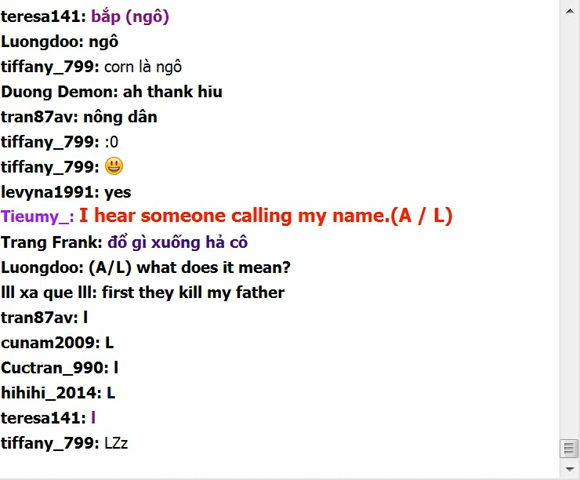 teresa141: bắp (ngô)
Luongdoo: ngô
tiffany_799: corn là ngô
Duong Demon: ah thank hiu
tran87av: nông dân
tiffany_799: :0
tiffany_799: 😃
levyna1991: yes
Tieumy_: I hear someone calling my name.(A / L)
Trang Frank: đổ gì xuống hả cô
Luongdoo: (A/L) what does it mean?
lll xa que lll: first they kill my father
tran87av: l
cunam2009: L
Cuctran_990: l
hihihi_2014: L
teresa141: l
tiffany_799: LZz